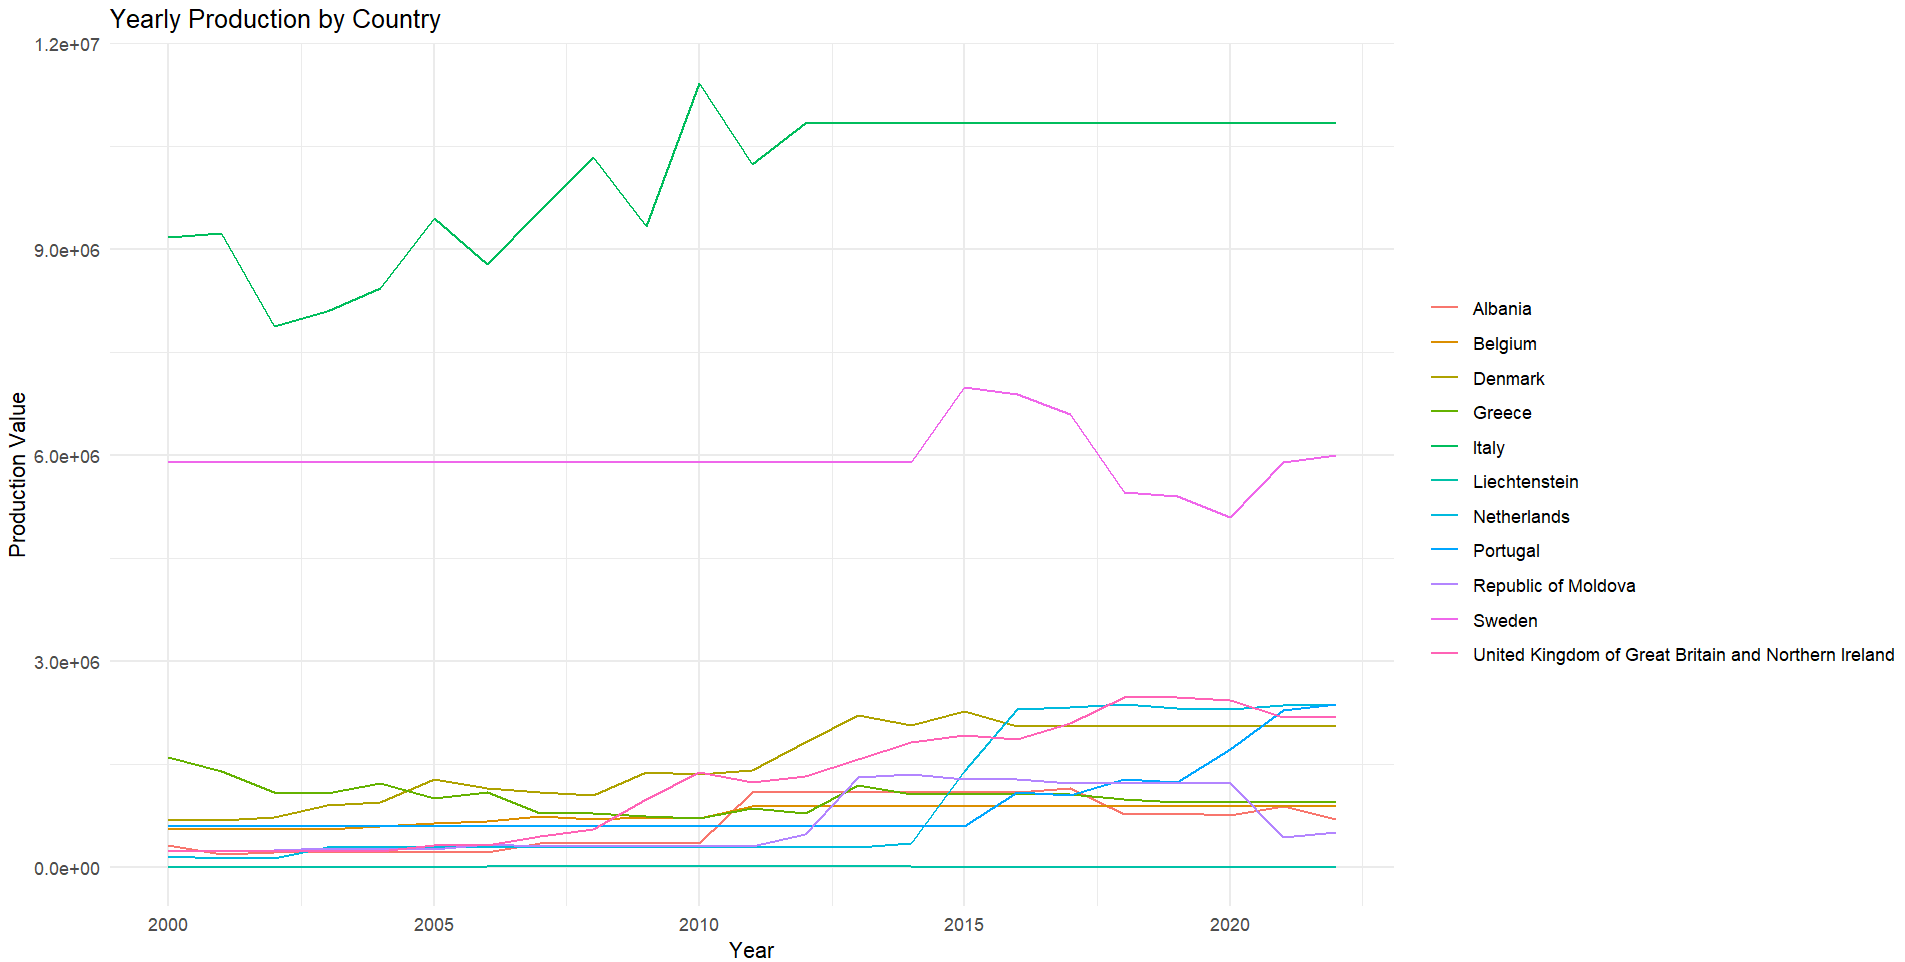 Yearly Production by Country
1.2e+07
9.0e+06
6.0e+06
3.0e+06
0.0e+00
Production Value
2000
2005
2010
2015
2020
Year
Albania
Belgium
Denmark
Greece
Italy
Liechtenstein
Netherlands
Portugal
Republic of Moldova
Sweden
United Kingdom of Great Britain and Northern Ireland